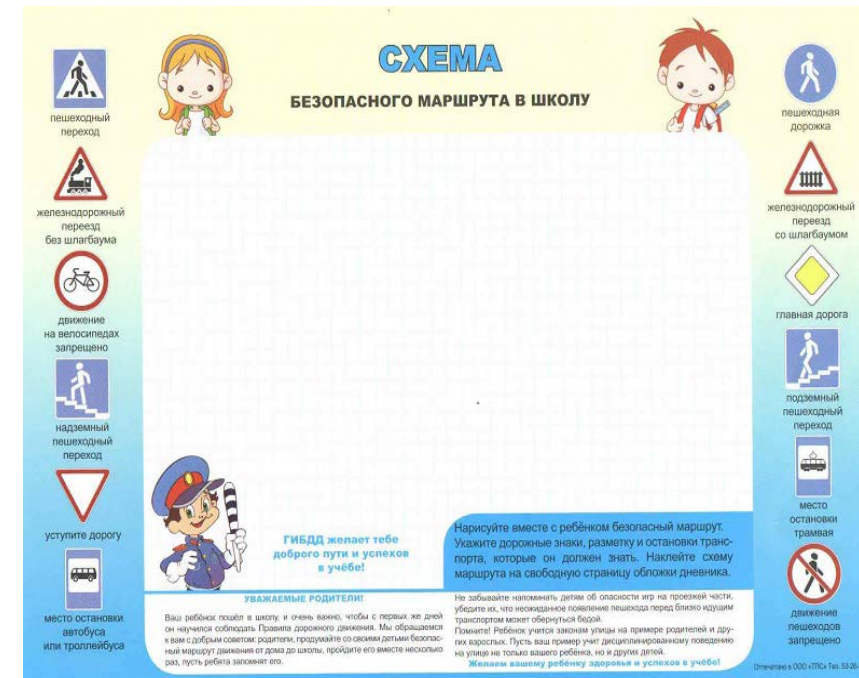 СХЕМА
БЕЗОПАСНОГО МАРШРУТА В ШКОЛУ
пешеходный
переход
железнодорожный
переезд
без шлагбаума
движение
на велосипедах
запрещено
надземный
пешеходный
переход
уступите дорогу
место остановки
автобуса
или троллейбуса
пешеходная
дорожка
железнодорожный
переезд
со шлагбаумом
главная дорога
подземный
пешеходный
переход
место
остановки
трамвая
движение
пешеходов
запрещено
ГИБДД желает тебе
доброго пути и успехов
в учёбе!
Нарисуйте вместе с ребёнком безопасный маршрут.
Укажите дорожные знаки, разметку и остановки транс-
порта, которые он должен знать. Наклейте схему
маршрута на свободную страницу обложки дневника.
УВАЖАЕМЫЕ РОДИТЕЛИ!
Ваш ребёнок пошёл в школу, и очень важно, чтобы с первых же дней
он научился соблюдать Правила дорожного движения. Мы обращаемся
к вам с добрым советом: родители, продумайте со своими детьми безопас-
ный маршрут движения от дома до школы, пройдите его вместе несколько
раз, пусть ребята запомнят его.
Не забывайте напоминать детям об опасности игр на проезжей части,
убедите их, что неожиданное появление пешехода перед близко идущим
транспортом может обернуться бедой.
Помните! Ребёнок учится законам улицы на примере родителей и дру-
гих взрослых. Пусть ваш пример учит дисциплинированному поведению
на улице не только вашего ребёнка, но и других детей.
Желаем вашему ребёнку здоровья и успехов в учёбе!
Отпечатано в ООО «ТПС» Тел. 53-26-